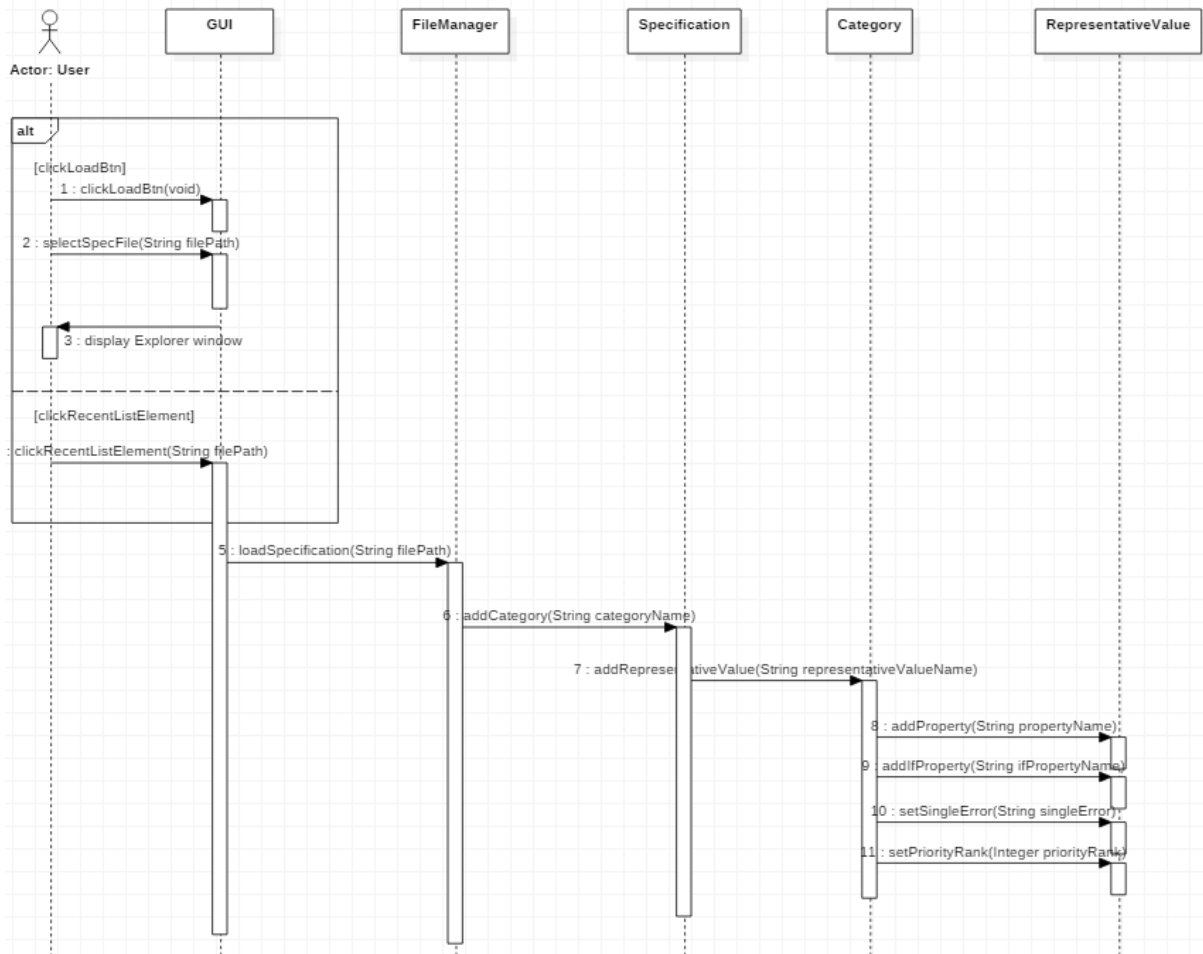 GUI
FileManager
Specification
Category
RepresentativeValue
Actor: User
alt
[clickLoadBtn]
1 : clickLoadBtn(void)
2 : selectSpecFile(String filePath)
3 : display Explorer window
[clickRecentListElement]
: clickRecentListElement(String filePath)
5 : loadSpecification(String filePath)
6 : addCategory(String categoryName)
7 : addRepresentativeValue(String representativeValueName)
8 : addProperty(String propertyName)
9 : addIfProperty(String ifPropertyName)
10 : setSingleError(String singleError)
11 : setPriorityRank(Integer priorityRank)